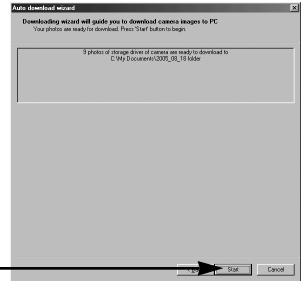 Auto download wizard
Downloading wizard will guide you to download camera images to PC
Your photos are ready for download. Press 'Start' button to begin.
9 photos of storage driver of camera are ready to download to
C:\My Documents\2005_08_18 folder
Start
Cancel